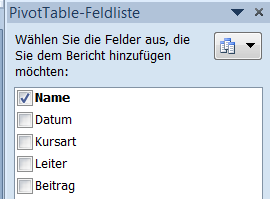 PivotTable-Feldliste
Wählen Sie die Felder aus, die
Sie dem Bericht hinzufügen
möchten:
Name
Datum
Kursart
Leiter
Beitrag